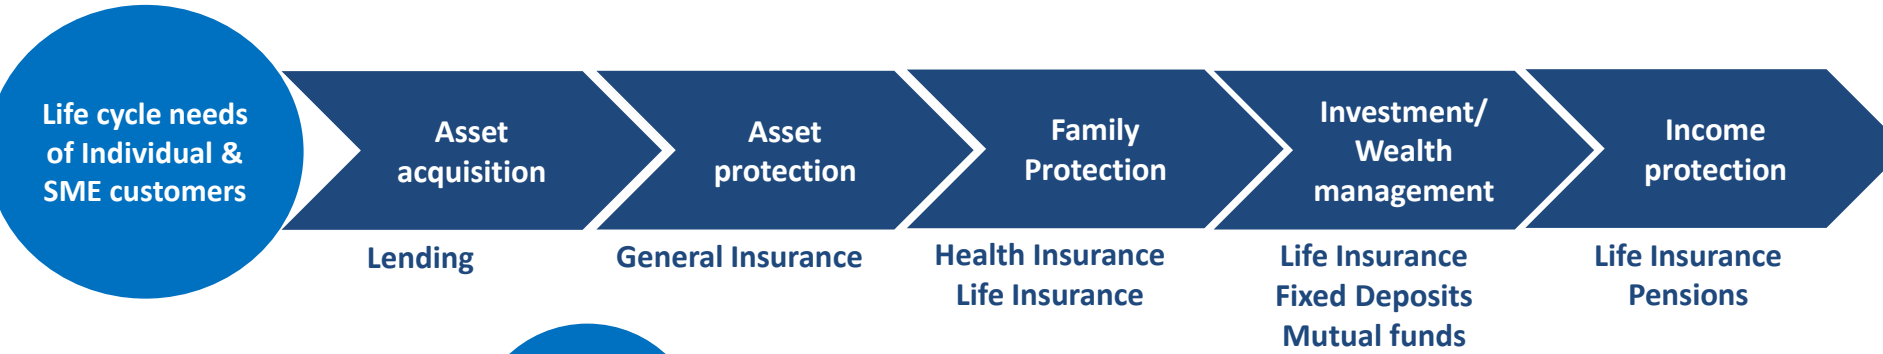 Life cycle needs
of Individual &
SME customers
Asset
acquisition
Asset
protection
Family
Protection
Investment/
Wealth
management
Income
protection
Lending
General Insurance
Health Insurance
Life Insurance
Life Insurance
Fixed Deposits
Mutual funds
Life Insurance
Pensions